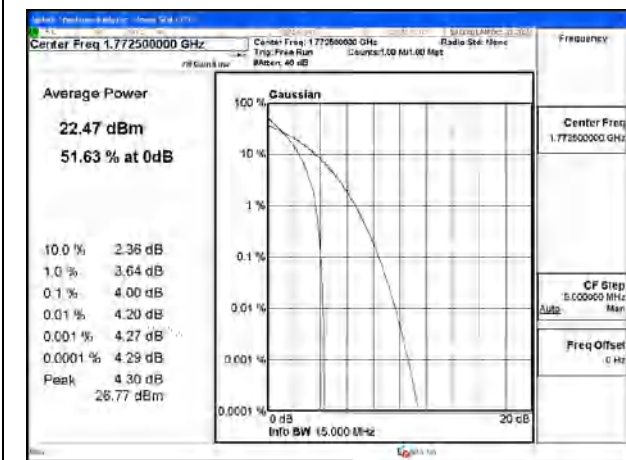 Center Freq 1.772500000 GHz
Center Freq: 1.772500000 GHz
Radio Std: None
Trig: Free Run
Counts:1.00 M/1.00 Mpt
#Atten: 40 dB
Frequency
Average Power
22.47 dBm
51.63 % at 0dB
10.0 % 2.36 dB
1.0 % 3.64 dB
0.1 % 4.00 dB
0.01 % 4.20 dB
0.001 % 4.27 dB
0.0001 % 4.29 dB
Peak 4.30 dB
26.77 dBm
Gaussian
100 %
10 %
1 %
0.1 %
0.01 %
0.001 %
0.0001 %
0 dB
20 dB
Info BW 15.000 MHz
Center Freq
1.772500000 GHz
CF Step
5.000000 MHz
Auto Man
Freq Offset
0 Hz